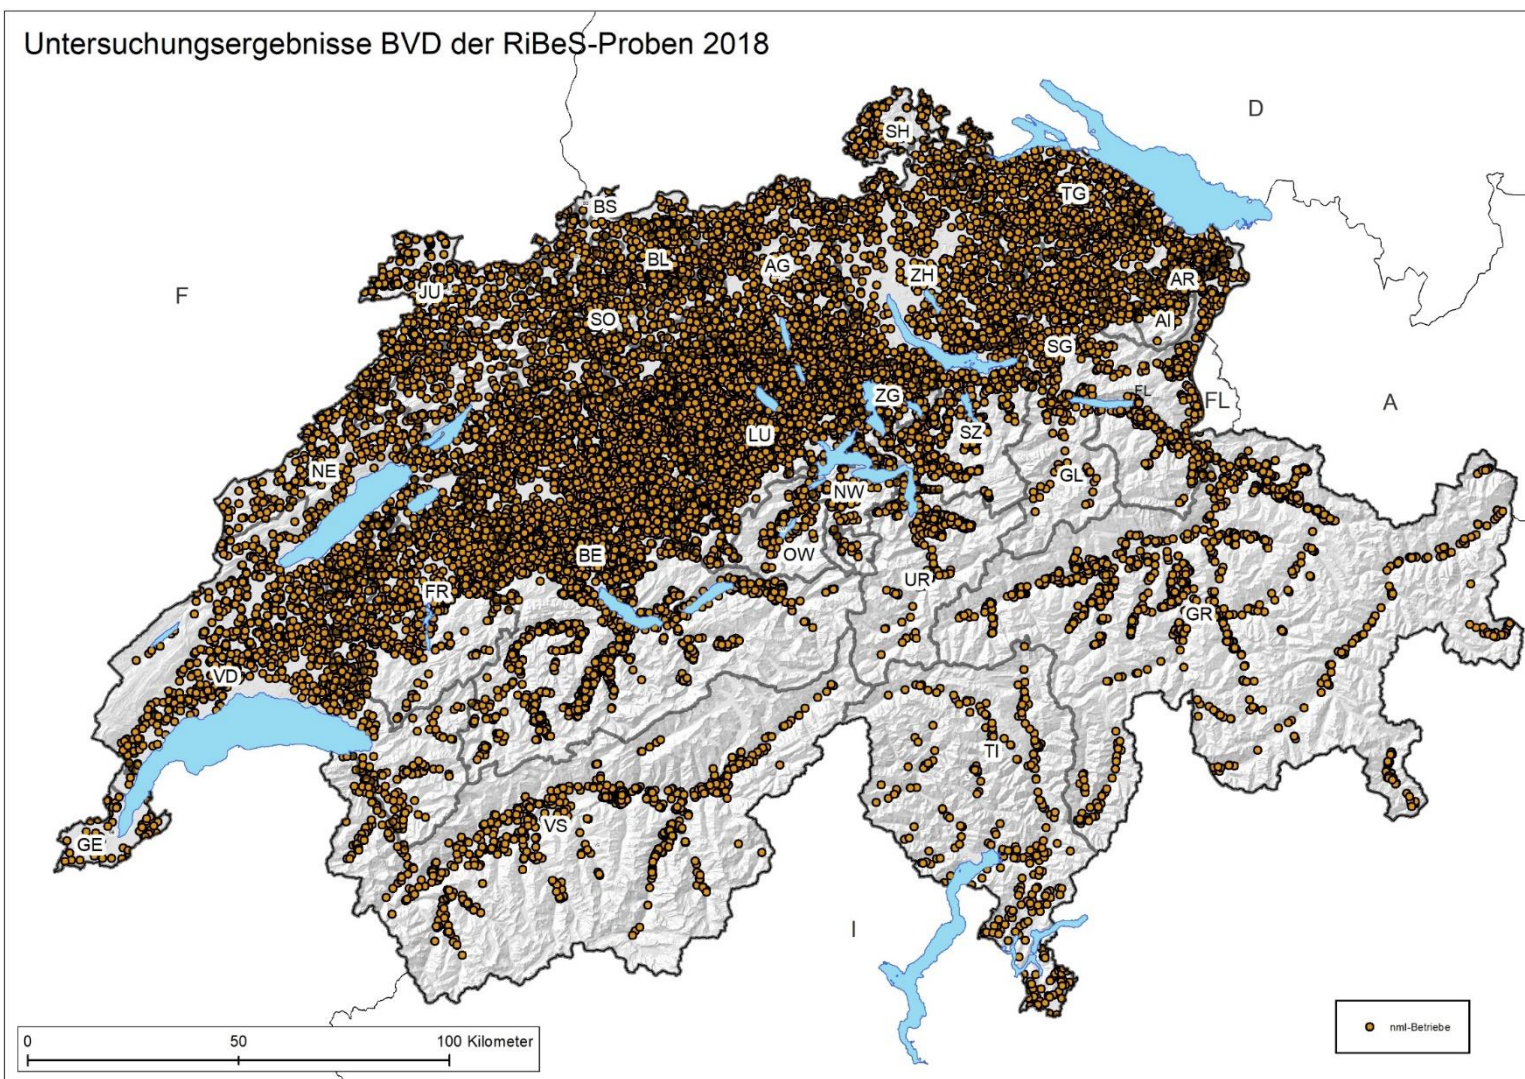 Untersuchungsergebnisse BVD der RiBeS-Proben 2018
D
SH
TG
BS
BL
AG
ZH
AR
F
JU
SO
AI
SG
FL
FL
A
ZG
LU
SZ
NE
GL
NW
BE
OW
UR
FR
GR
VD
TI
VS
GE
I
nml-Betriebe
0 50 100 Kilometer